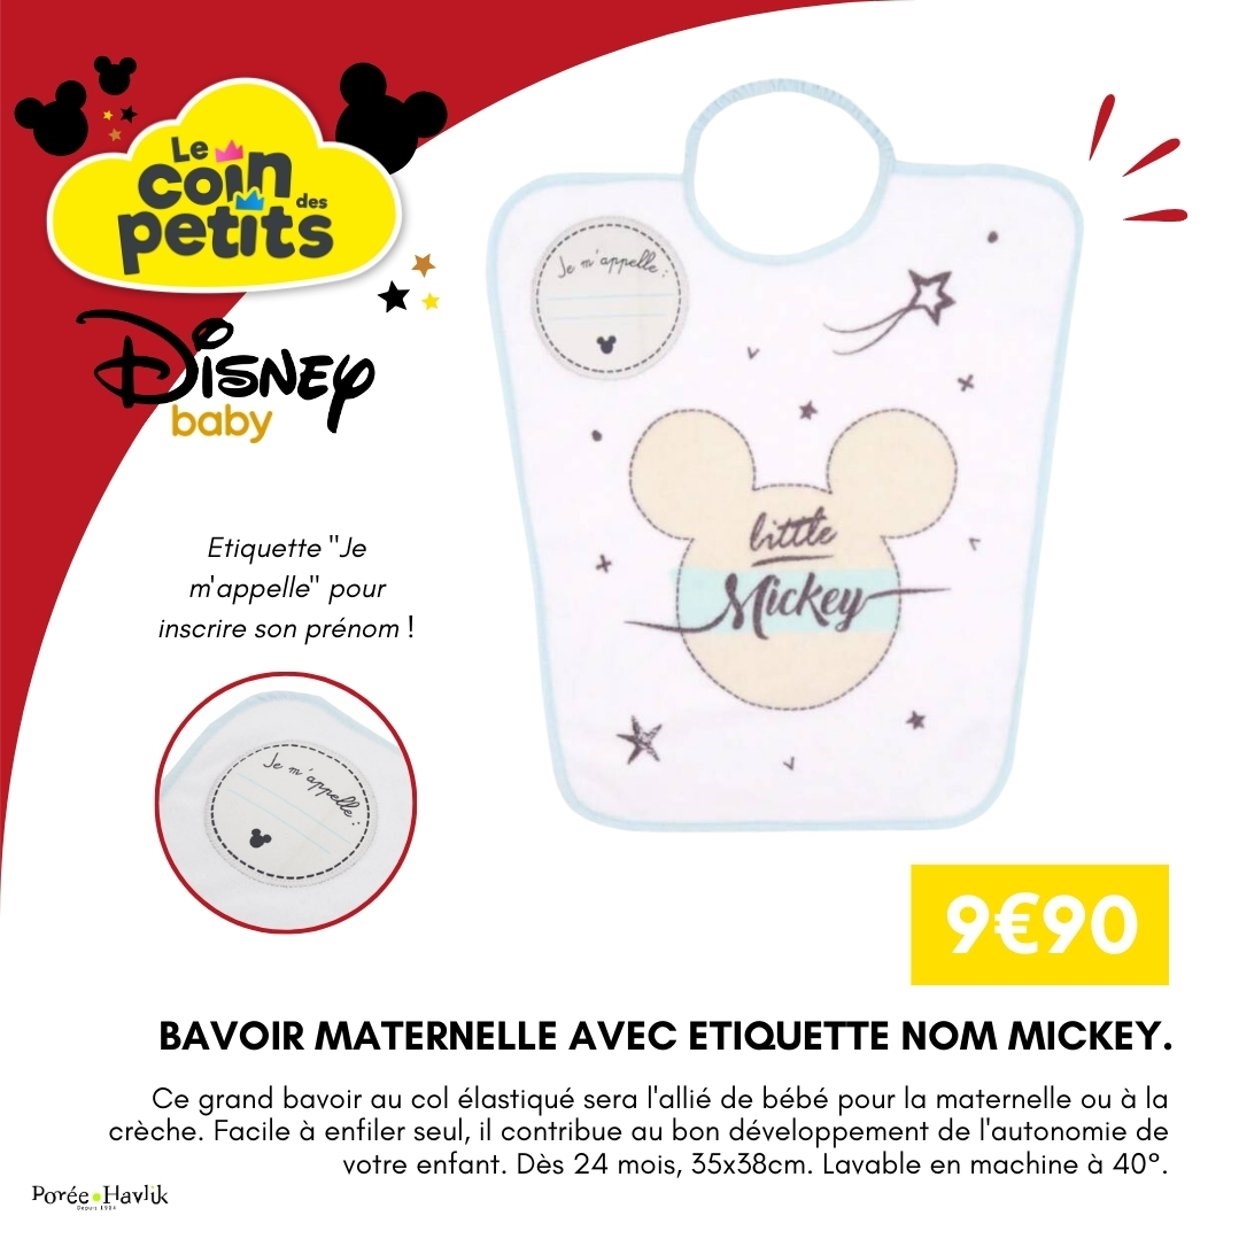 Le
coin
des
petits
Disney
baby
Je m'appelle :
little
Mickey
Etiquette "Je
m'appelle" pour
inscrire son prénom !
Je m'appelle :
9€90
BAVOIR MATERNELLE AVEC ETIQUETTE NOM MICKEY.
Ce grand bavoir au col élastiqué sera l'allié de bébé pour la maternelle ou à la
crèche. Facile à enfiler seul, il contribue au bon développement de l'autonomie de
votre enfant. Dès 24 mois, 35x38cm. Lavable en machine à 40°.
Porée•Havlik
Depuis 1984